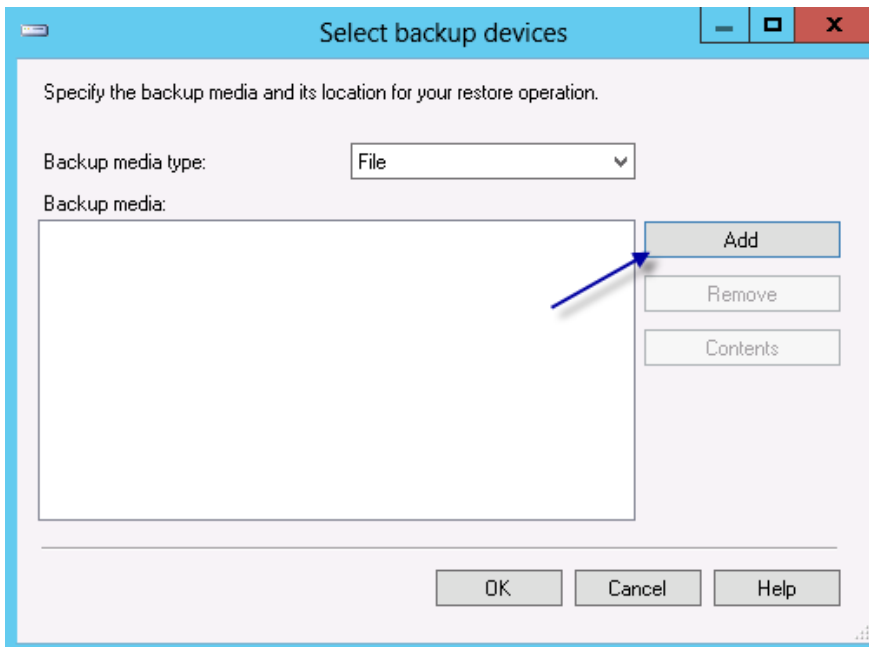 Select backup devices
Specify the backup media and its location for your restore operation.
Backup media type: File
Backup media:
Add
Remove
Contents
OK Cancel Help